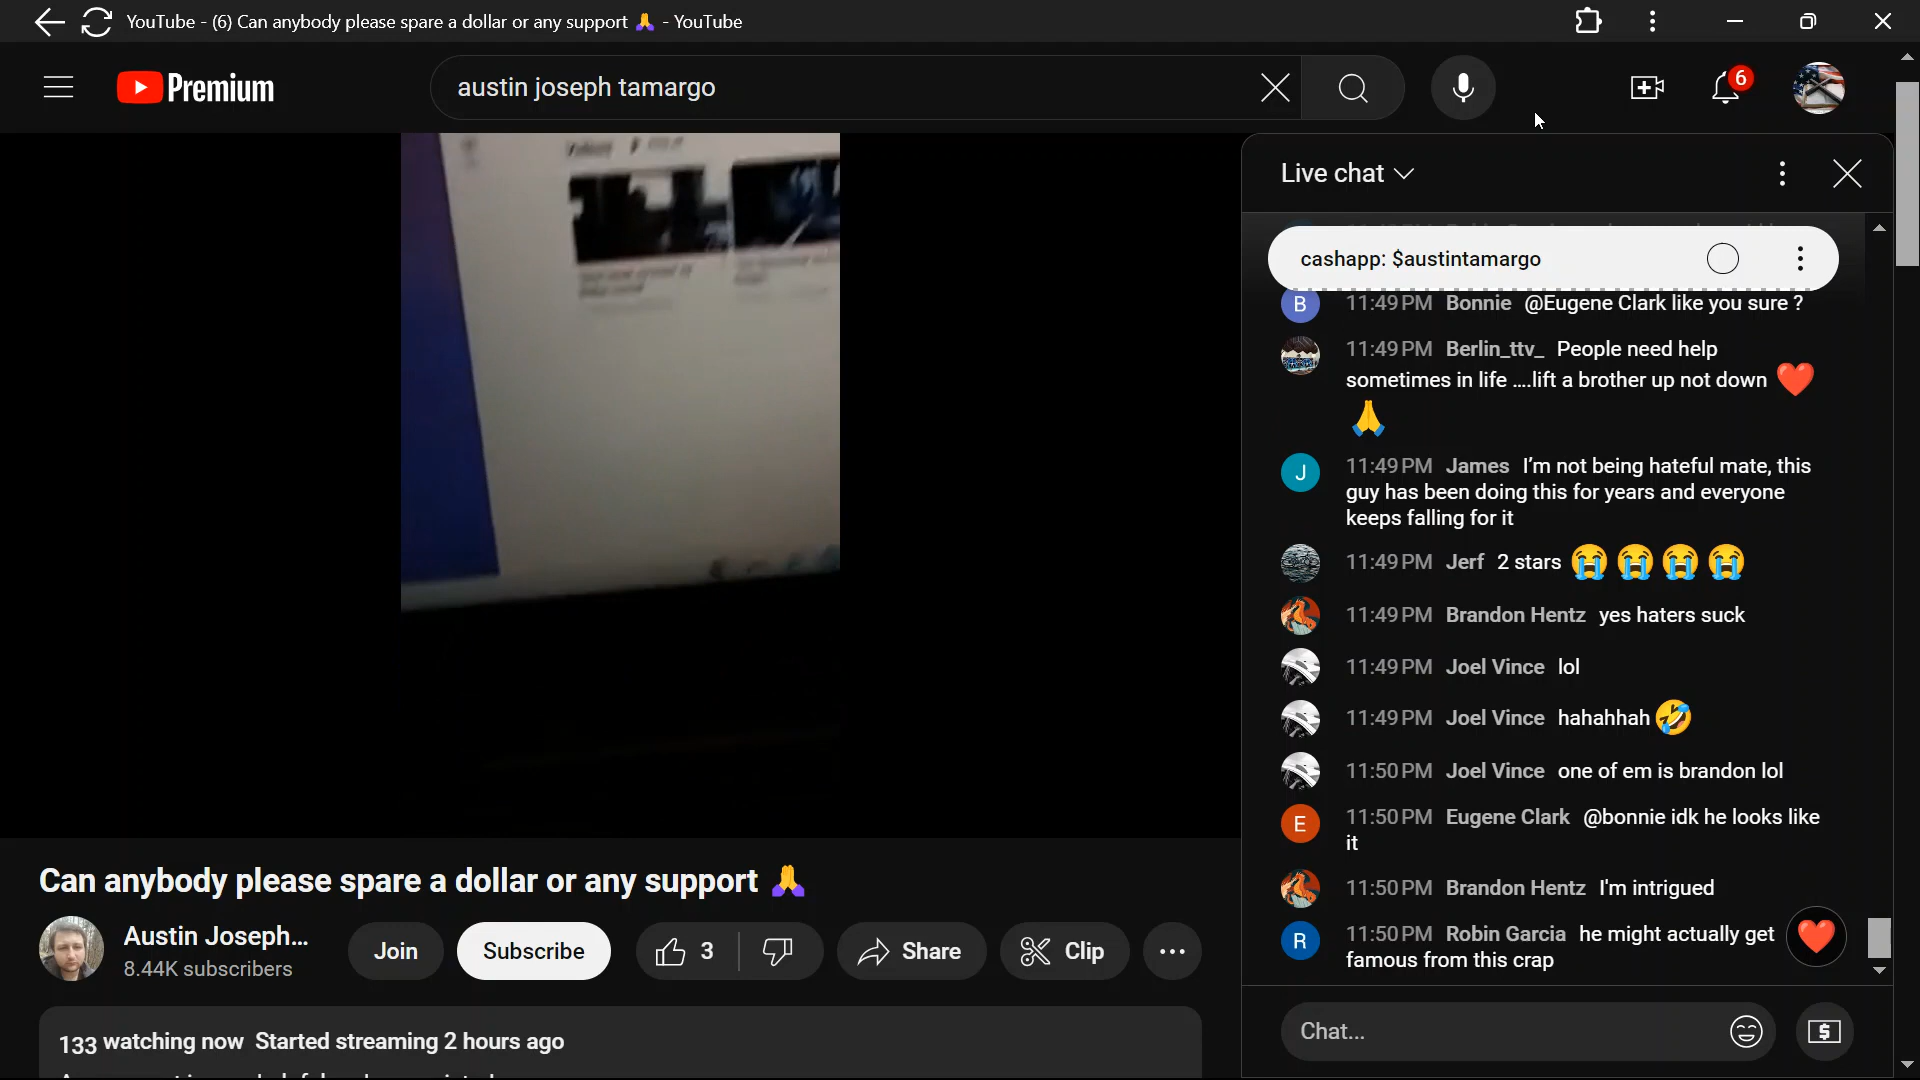 YouTube - (6) Can anybody please spare a dollar or any support 🙏 - YouTube
Premium
austin joseph tamargo
6
Live chat
cashapp: $austintamargo
B 11:49 PM Bonnie @Eugene Clark like you sure ?
11:49 PM Berlin_ttv_ People need help
sometimes in life ....lift a brother up not down ❤️
🙏
J 11:49 PM James I'm not being hateful mate, this
guy has been doing this for years and everyone
keeps falling for it
11:49 PM Jerf 2 stars 😭😭😭😭
11:49 PM Brandon Hentz yes haters suck
11:49 PM Joel Vince lol
11:49 PM Joel Vince hahahhah🤣
11:50 PM Joel Vince one of em is brandon lol
E 11:50 PM Eugene Clark @bonnie idk he looks like
it
11:50 PM Brandon Hentz I'm intrigued
R 11:50 PM Robin Garcia he might actually get
famous from this crap
Chat...
Can anybody please spare a dollar or any support 🙏
Austin Joseph...
8.44K subscribers
Join
Subscribe
3
Share
Clip
133 watching now Started streaming 2 hours ago